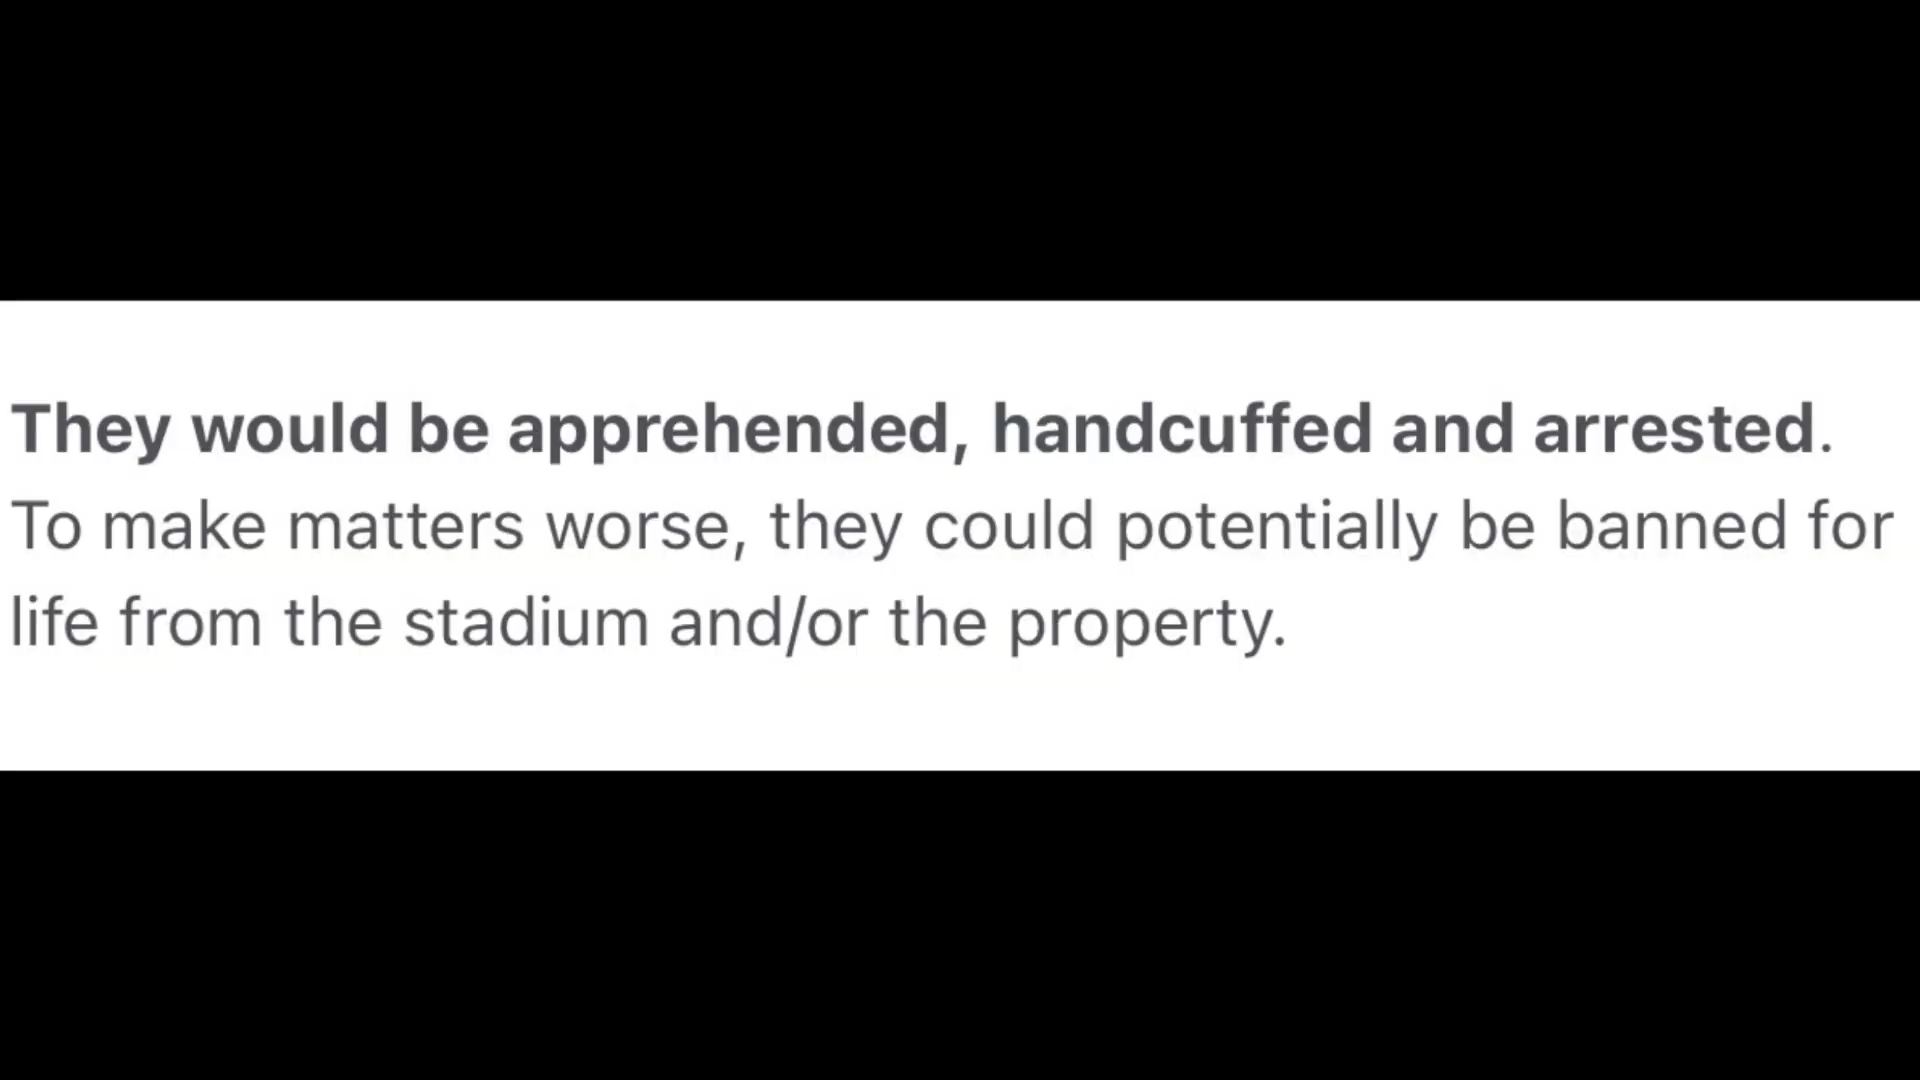 They would be apprehended, handcuffed and arrested.
To make matters worse, they could potentially be banned for
life from the stadium and/or the property.